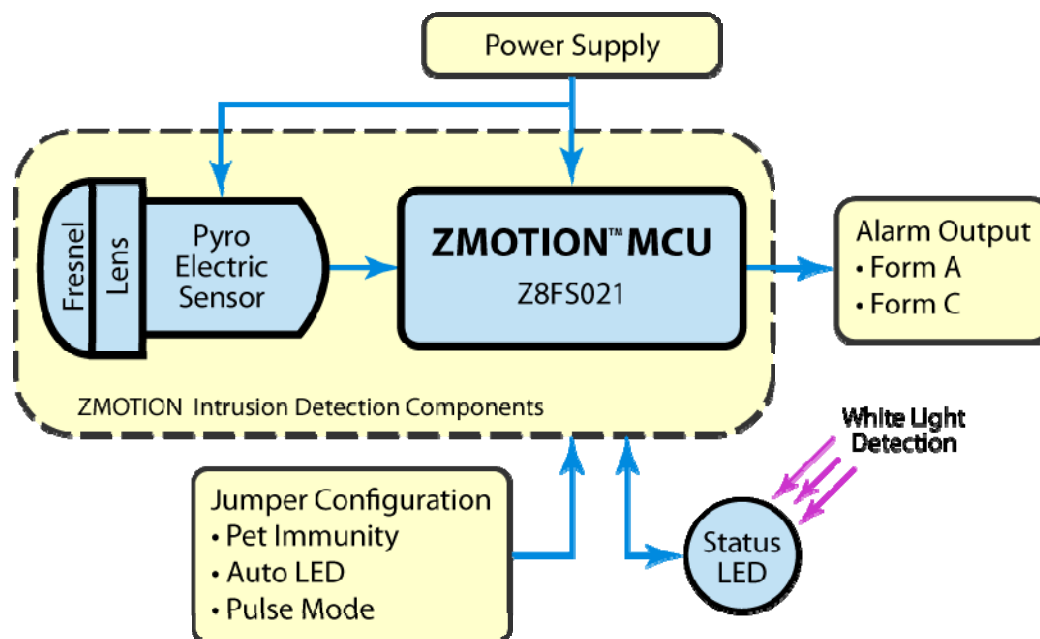 Power Supply
Fresnel
Lens
Pyro
Electric
Sensor
ZMOTION™ MCU
Z8FS021
Alarm Output
• Form A
• Form C
ZMOTION Intrusion Detection Components
White Light
Detection
Jumper Configuration
• Pet Immunity
• Auto LED
• Pulse Mode
Status
LED